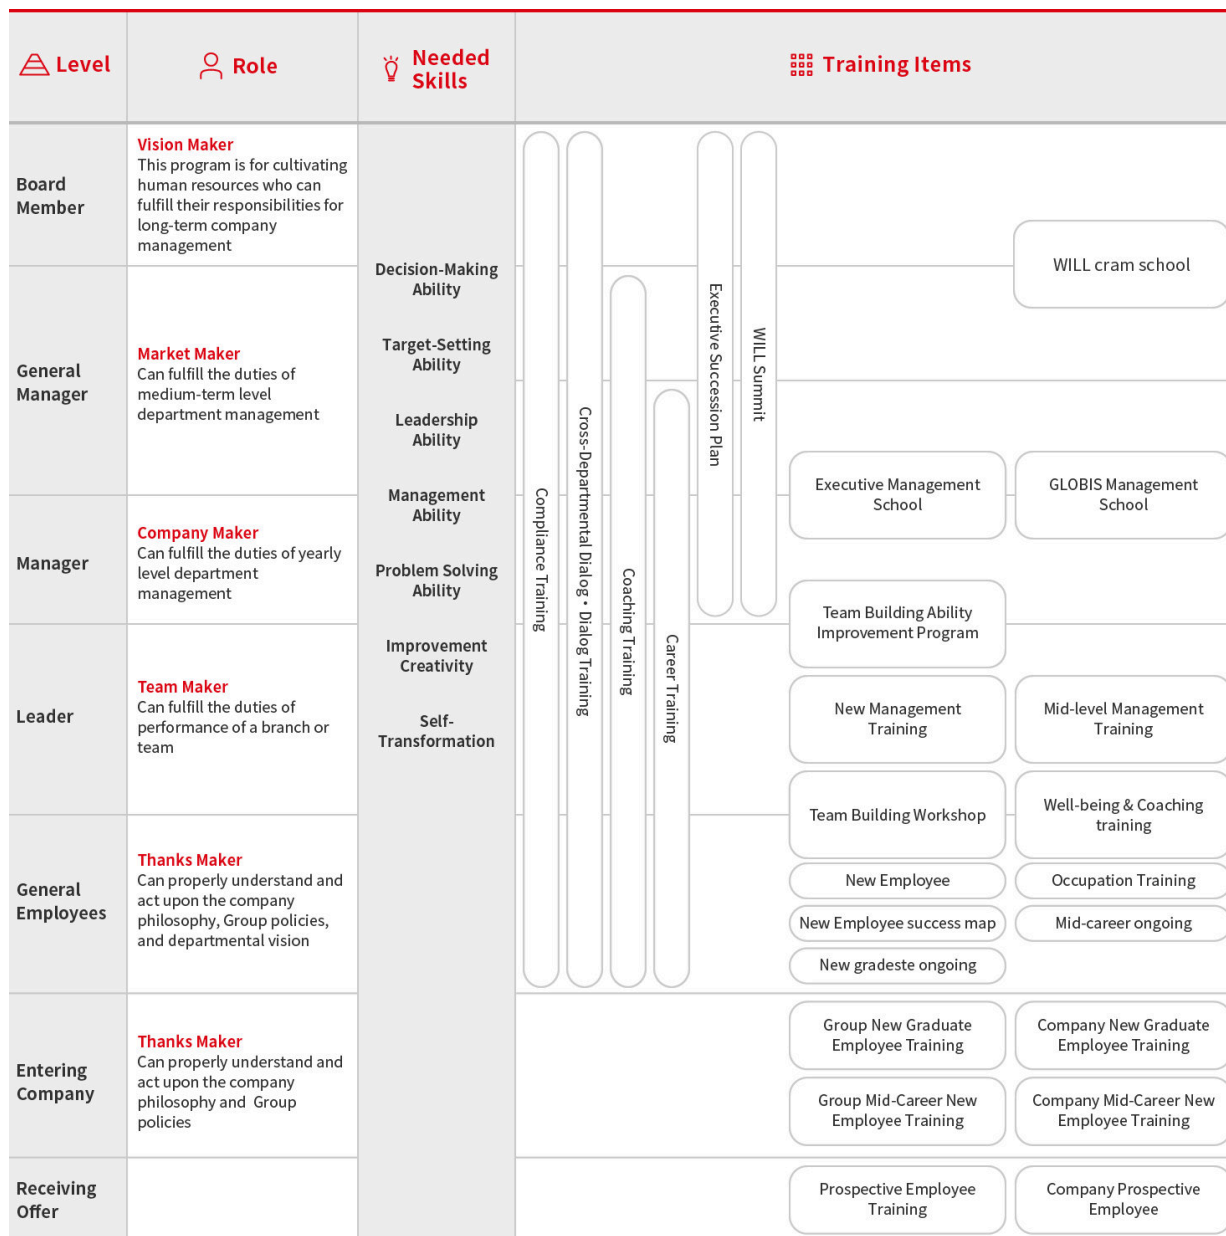 Level
Role
Needed
Skills
Training Items
Board
Member
Vision Maker
This program is for cultivating
human resources who can
fulfill their responsibilities for
long-term company
management
General
Manager
Market Maker
Can fulfill the duties of
medium-term level
department management
Manager
Company Maker
Can fulfill the duties of yearly
level department
management
Leader
Team Maker
Can fulfill the duties of
performance of a branch or
team
General
Employees
Thanks Maker
Can properly understand and
act upon the company
philosophy, Group policies,
and departmental vision
Entering
Company
Thanks Maker
Can properly understand and
act upon the company
philosophy and Group
policies
Receiving
Offer
Decision-Making
Ability
Target-Setting
Ability
Leadership
Ability
Management
Ability
Problem Solving
Ability
Improvement
Creativity
Self-
Transformation
Compliance Training
Cross-Departmental Dialog・Dialog Training
Coaching Training
Career Training
Executive Succession Plan
WILL Summit
WILL cram school
Executive Management
School
GLOBIS Management
School
Team Building Ability
Improvement Program
New Management
Training
Mid-level Management
Training
Team Building Workshop
Well-being & Coaching
training
New Employee
Occupation Training
New Employee success map
Mid-career ongoing
New gradeste ongoing
Group New Graduate
Employee Training
Company New Graduate
Employee Training
Group Mid-Career New
Employee Training
Company Mid-Career New
Employee Training
Prospective Employee
Training
Company Prospective
Employee